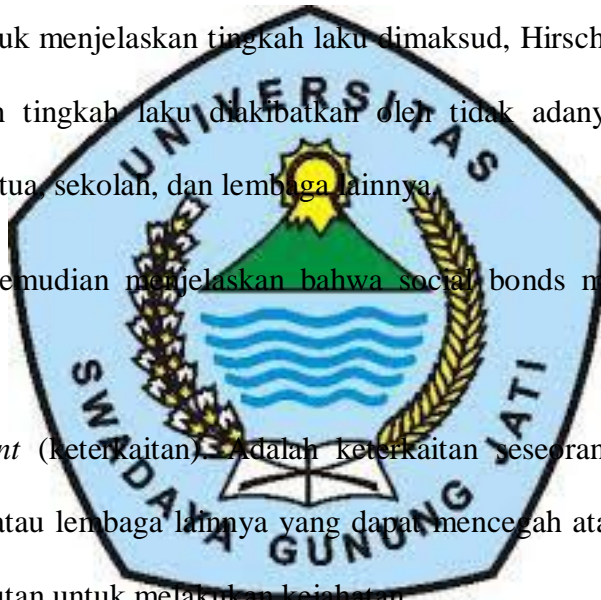 uk menjelaskan tingkah laku dimaksud, Hirsch
tingkah laku diakibatkan oleh tidak adany
tua, sekolah, dan lembaga lainnya.
emudian menjelaskan bahwa social bonds m
nt (keterkaitan). Adalah keterkaitan seseoran
atau lembaga lainnya yang dapat mencegah ata
utan untuk melakukan kejahatan
UNIVERSITAS
SWADAYA GUNUNG JATI